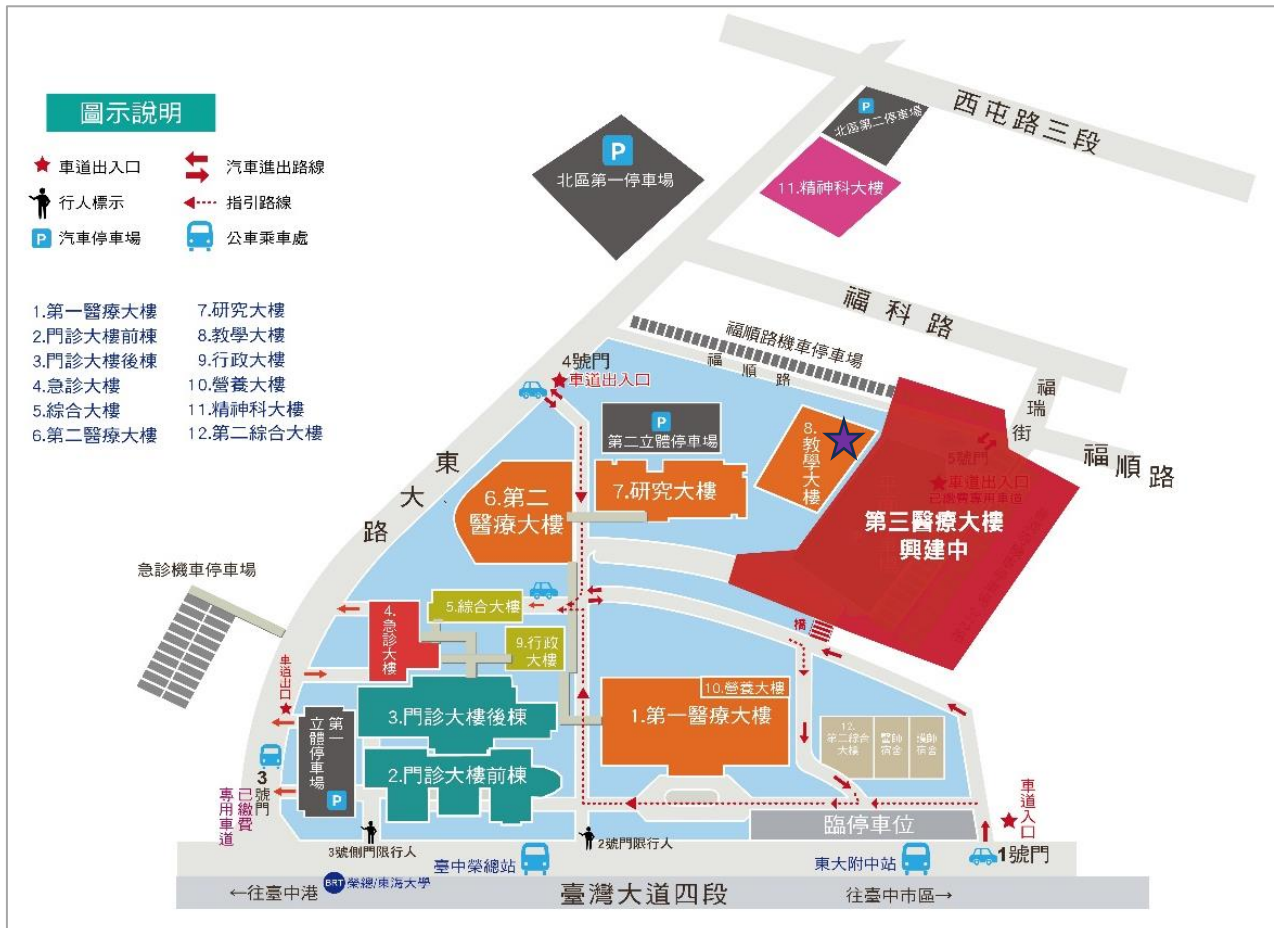 圖示說明
車道出入口
汽車進出路線
行人標示
指引路線
P 汽車停車場
公車乘車處
1.第一醫療大樓
2.門診大樓前棟
3.門診大樓後棟
4.急診大樓
5.綜合大樓
6.第二醫療大樓
7.研究大樓
8.教學大樓
9.行政大樓
10.營養大樓
11.精神科大樓
12.第二綜合大樓
西屯路三段
P
北區第二停車場
P
北區第一停車場
11.精神科大樓
福科路
福順路機車停車場
福順路
福瑞街
福順路
4號門
車道出入口
P
第二立體停車場
8.教學大樓
5號門
車道出入口
已繳費專用車道
第三醫療大樓
興建中
6.第二
醫療大樓
7.研究大樓
東大路
急診機車停車場
5.綜合大樓
4.急診大樓
9.行政
大樓
橋
車道出口
3.門診大樓後棟
10.營養大樓
1.第一醫療大樓
12.
第二綜合
大樓
醫師
宿舍
護師
宿舍
第一
立體停車場
P
2.門診大樓前棟
3號門
已繳費
專用車道
車道入口
臨停車位
3號側門限行人
2號門限行人
臺中榮總站
東大附中站
1號門
←往臺中港
BRT 榮總/東海大學
臺灣大道四段
往臺中市區→